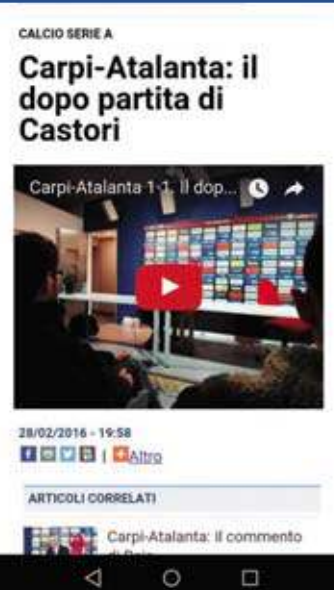 CALCIO SERIE A
Carpi-Atalanta: il
dopo partita di
Castori
Carpi-Atalanta 1-1. Il dop...
28/02/2016 - 19:58
| Altro
ARTICOLI CORRELATI
Carpi-Atalanta: il commento